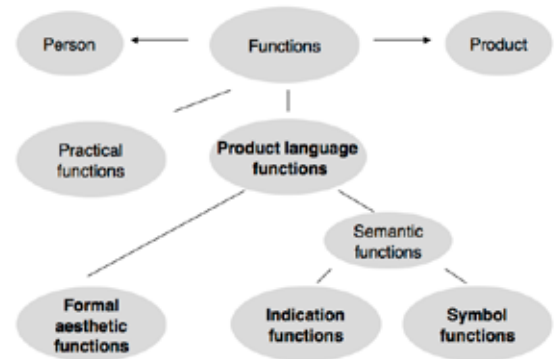 Person
Functions
Product
Practical
functions
Product language
functions
Semantic
functions
Formal
aesthetic
functions
Indication
functions
Symbol
functions